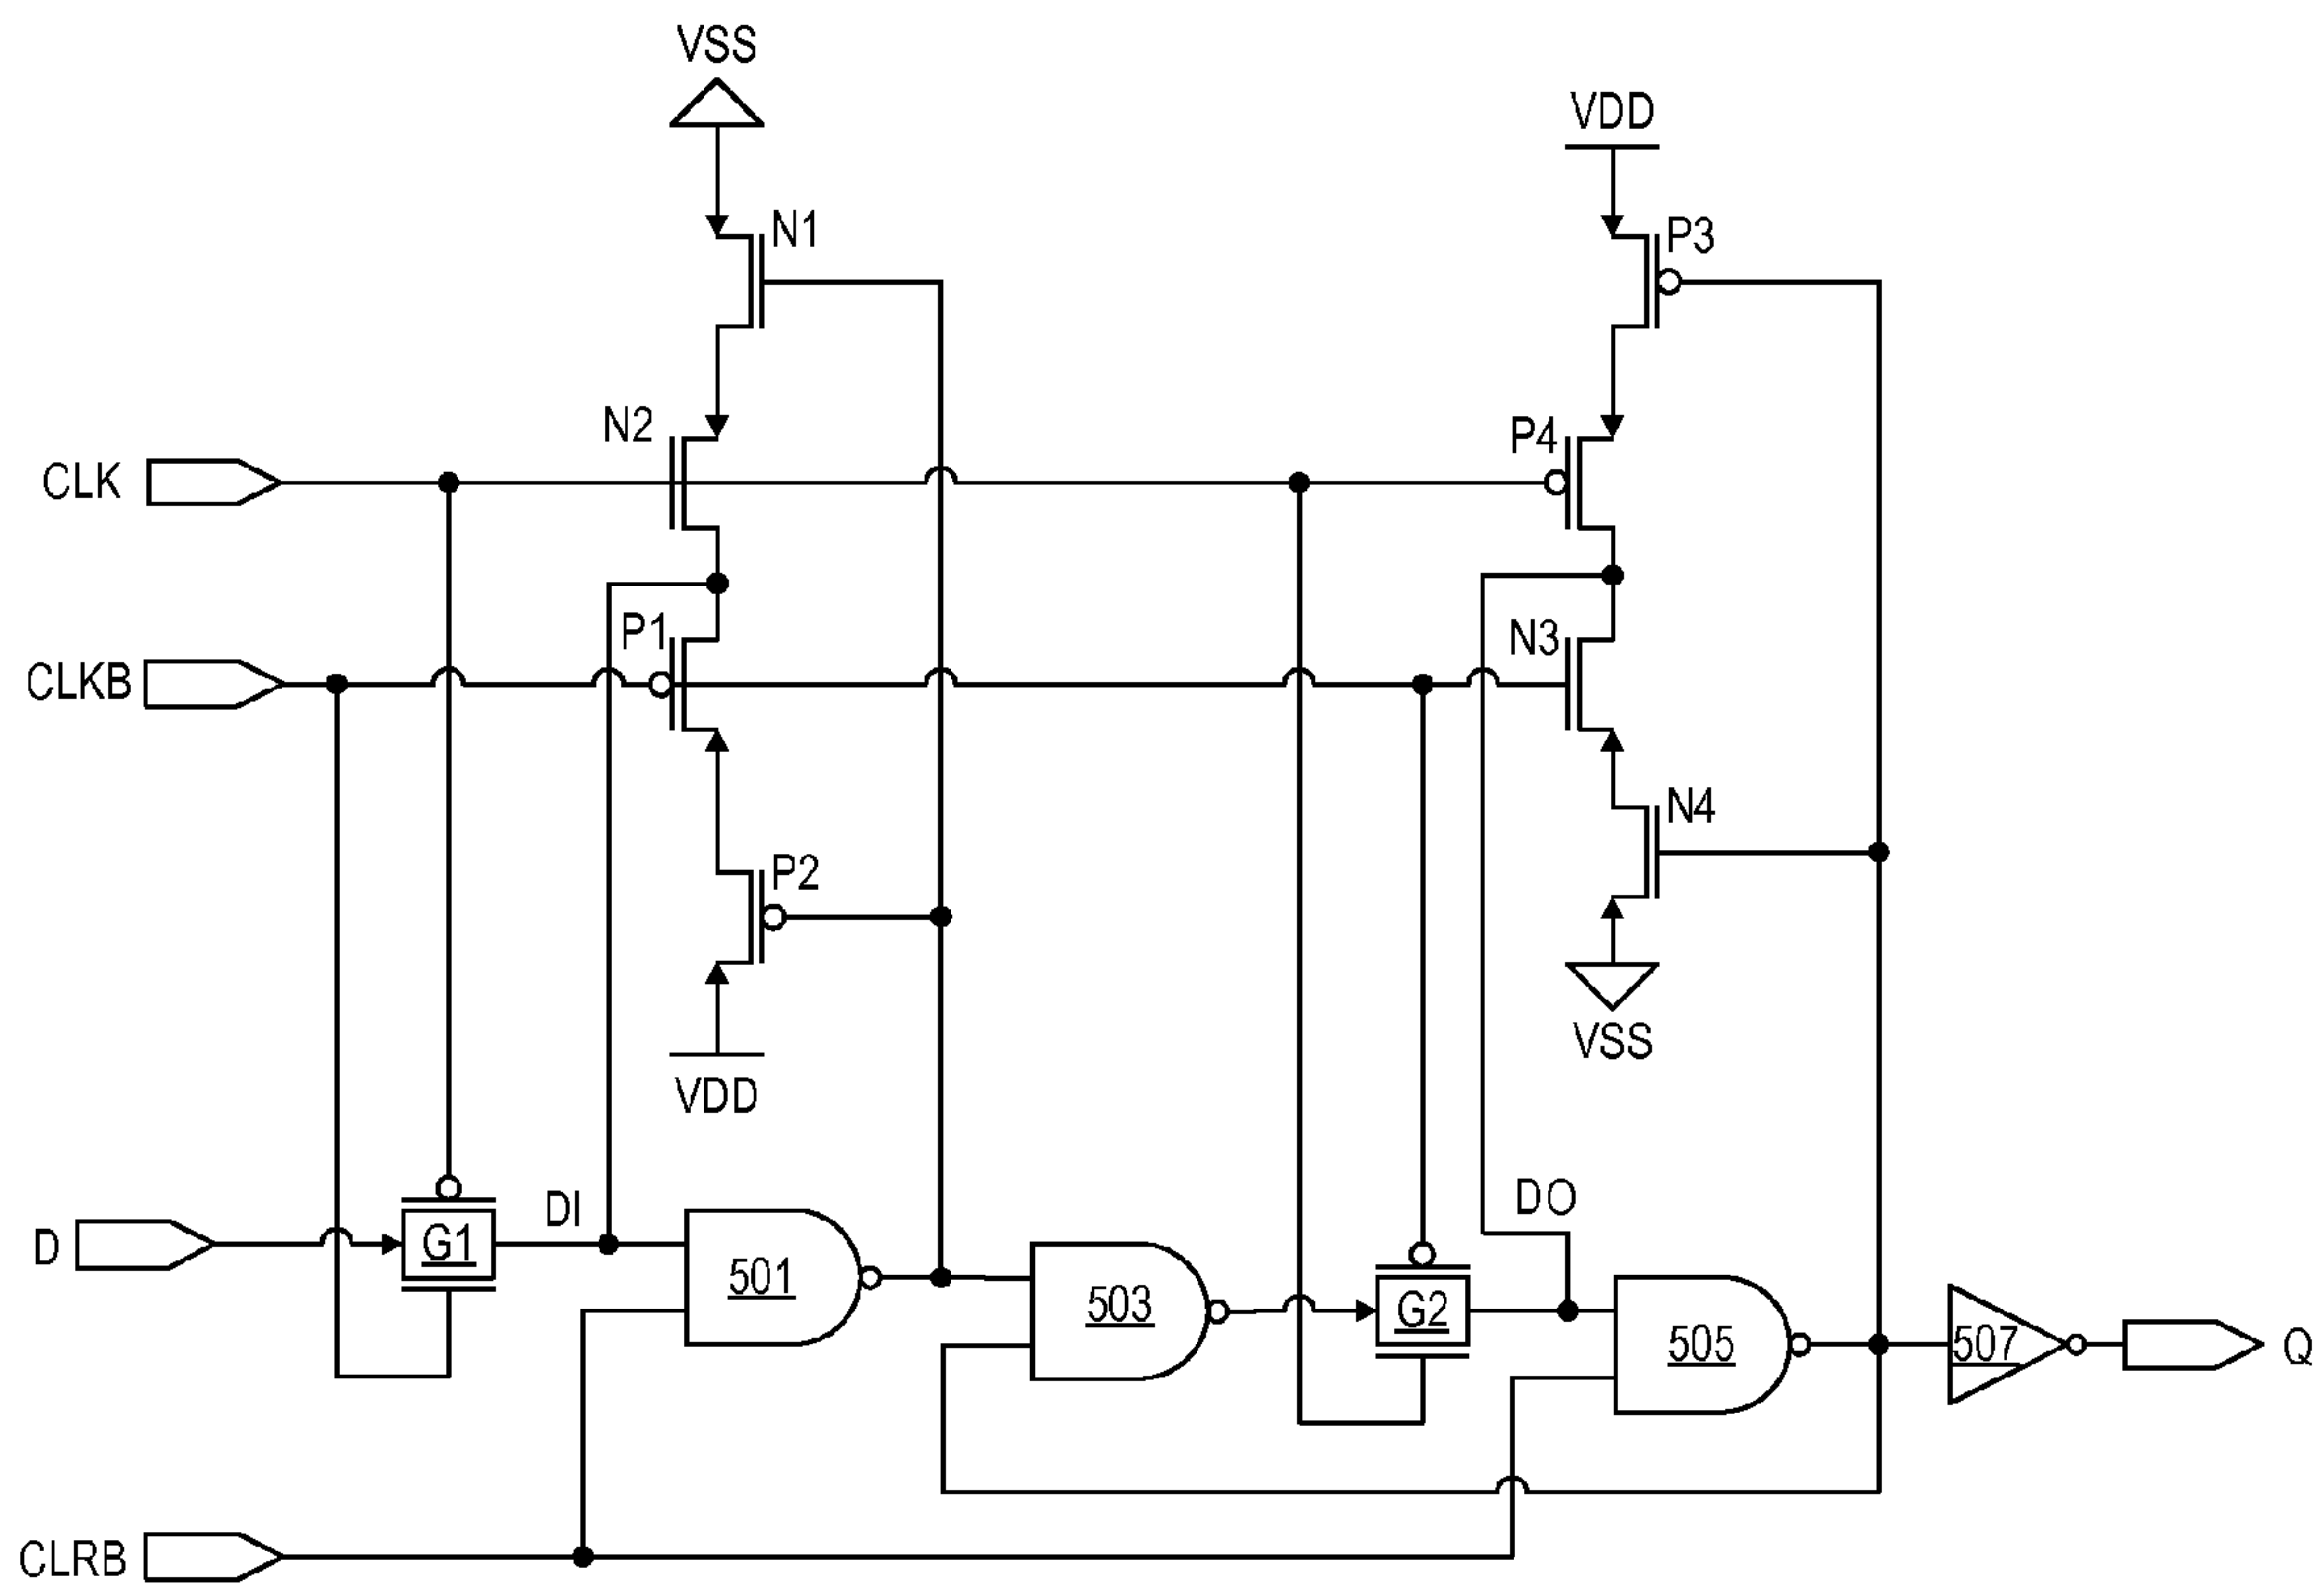 VSS
VDD
N1
P3
N2
P4
CLK
P1
N3
CLKB
N4
P2
VSS
VDD
DI
DO
D
G1
501
503
G2
505
507
Q
CLRB